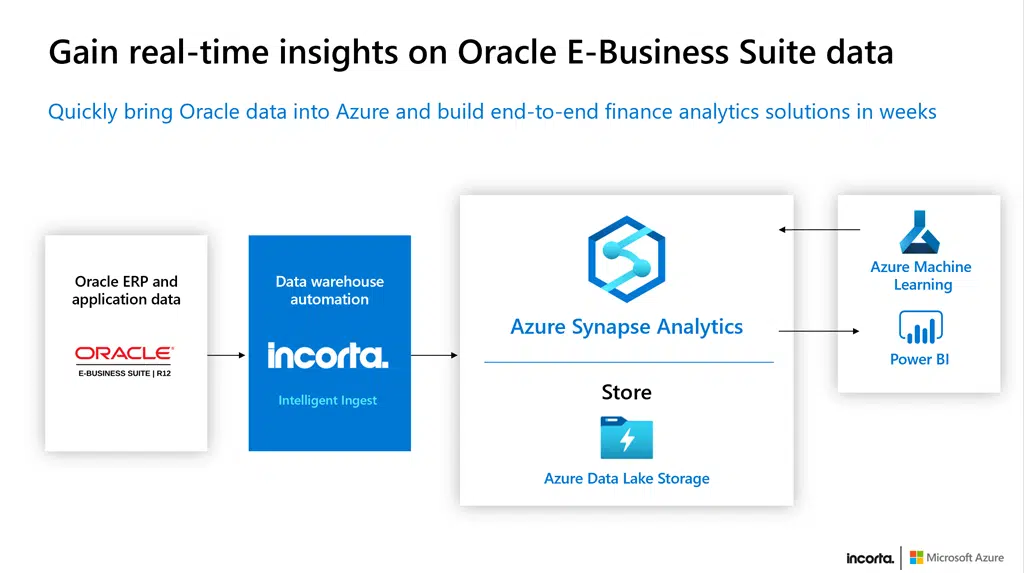 Gain real-time insights on Oracle E-Business Suite data
Quickly bring Oracle data into Azure and build end-to-end finance analytics solutions in weeks
Oracle ERP and
application data
ORACLE
E-BUSINESS SUITE | R12
Data warehouse
automation
incorta.
Intelligent Ingest
Azure Synapse Analytics
Store
Azure Data Lake Storage
Azure Machine
Learning
Power BI
incorta. | Microsoft Azure